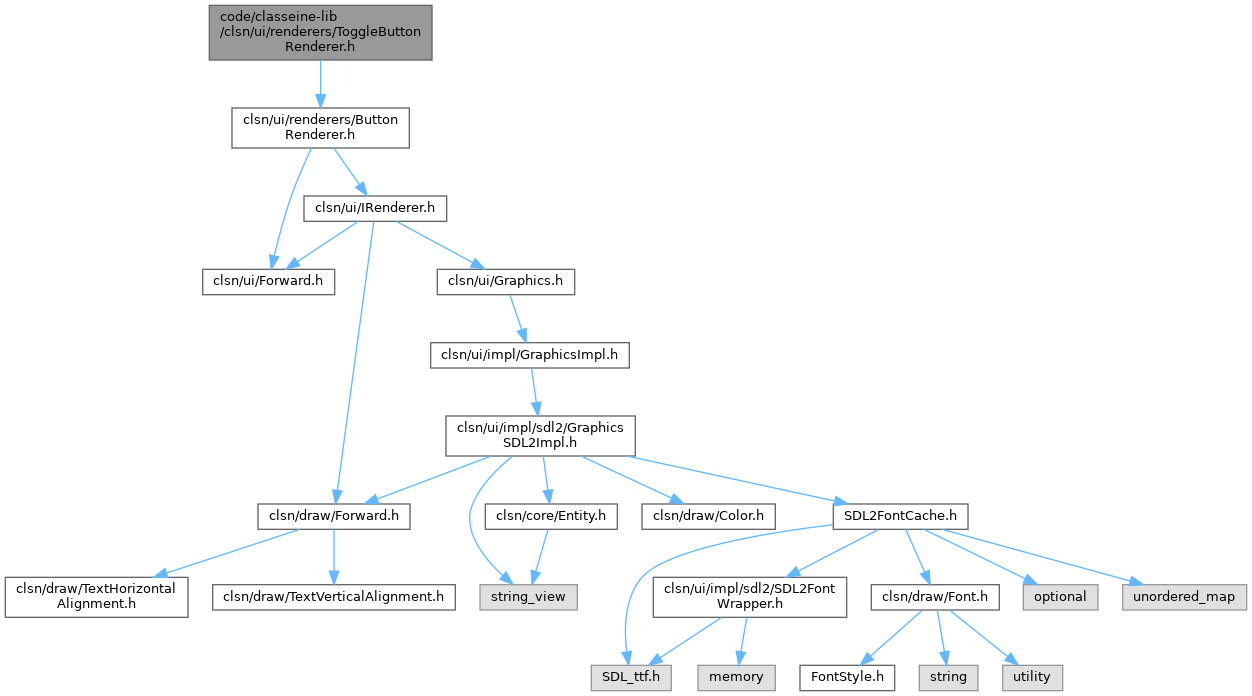 code/classeine-lib
/clsn/ui/renderers/ToggleButton
Renderer.h
clsn/ui/renderers/Button
Renderer.h
clsn/ui/IRenderer.h
clsn/ui/Forward.h
clsn/ui/Graphics.h
clsn/ui/impl/GraphicsImpl.h
clsn/ui/impl/sdl2/Graphics
SDL2Impl.h
clsn/draw/Forward.h
clsn/core/Entity.h
clsn/draw/Color.h
SDL2FontCache.h
clsn/draw/TextHorizontal
Alignment.h
clsn/draw/TextVerticalAlignment.h
string_view
clsn/ui/impl/sdl2/SDL2Font
Wrapper.h
clsn/draw/Font.h
optional
unordered_map
SDL_ttf.h
memory
FontStyle.h
string
utility